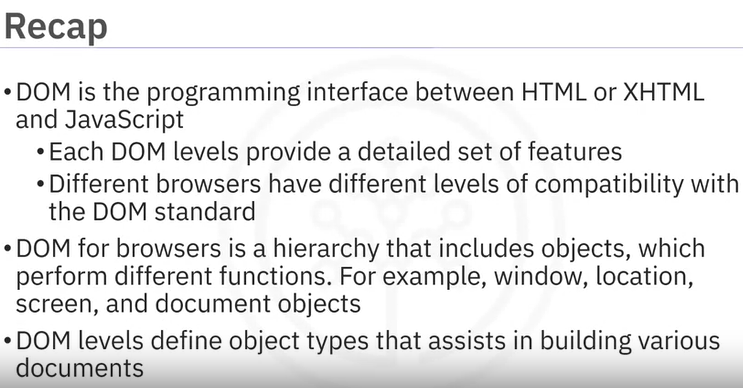 Recap
•DOM is the programming interface between HTML or XHTML
and JavaScript
•Each DOM levels provide a detailed set of features
•Different browsers have different levels of compatibility with
the DOM standard
•DOM for browsers is a hierarchy that includes objects, which
perform different functions. For example, window, location,
screen, and document objects
•DOM levels define object types that assists in building various
documents